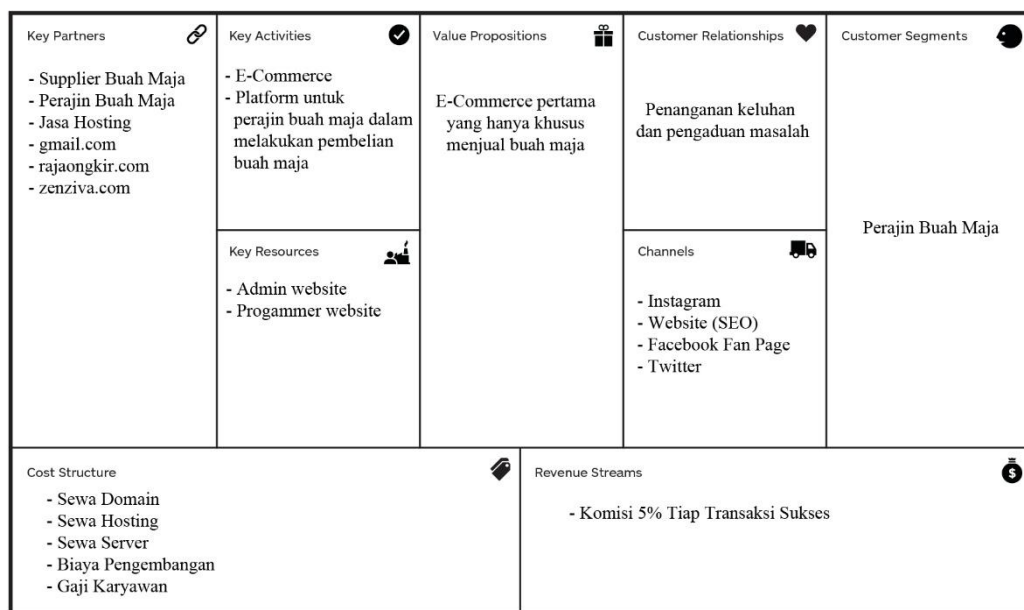 Key Partners
- Supplier Buah Maja
- Perajin Buah Maja
- Jasa Hosting
- gmail.com
- rajaongkir.com
- zenziva.com
Key Activities
- E-Commerce
- Platform untuk
perajin buah maja dalam
melakukan pembelian
buah maja
Key Resources
- Admin website
- Progammer website
Value Propositions
E-Commerce pertama
yang hanya khusus
menjual buah maja
Customer Relationships
Penanganan keluhan
dan pengaduan masalah
Channels
- Instagram
- Website (SEO)
- Facebook Fan Page
- Twitter
Customer Segments
Perajin Buah Maja
Cost Structure
- Sewa Domain
- Sewa Hosting
- Sewa Server
- Biaya Pengembangan
- Gaji Karyawan
Revenue Streams
$
- Komisi 5% Tiap Transaksi Sukses